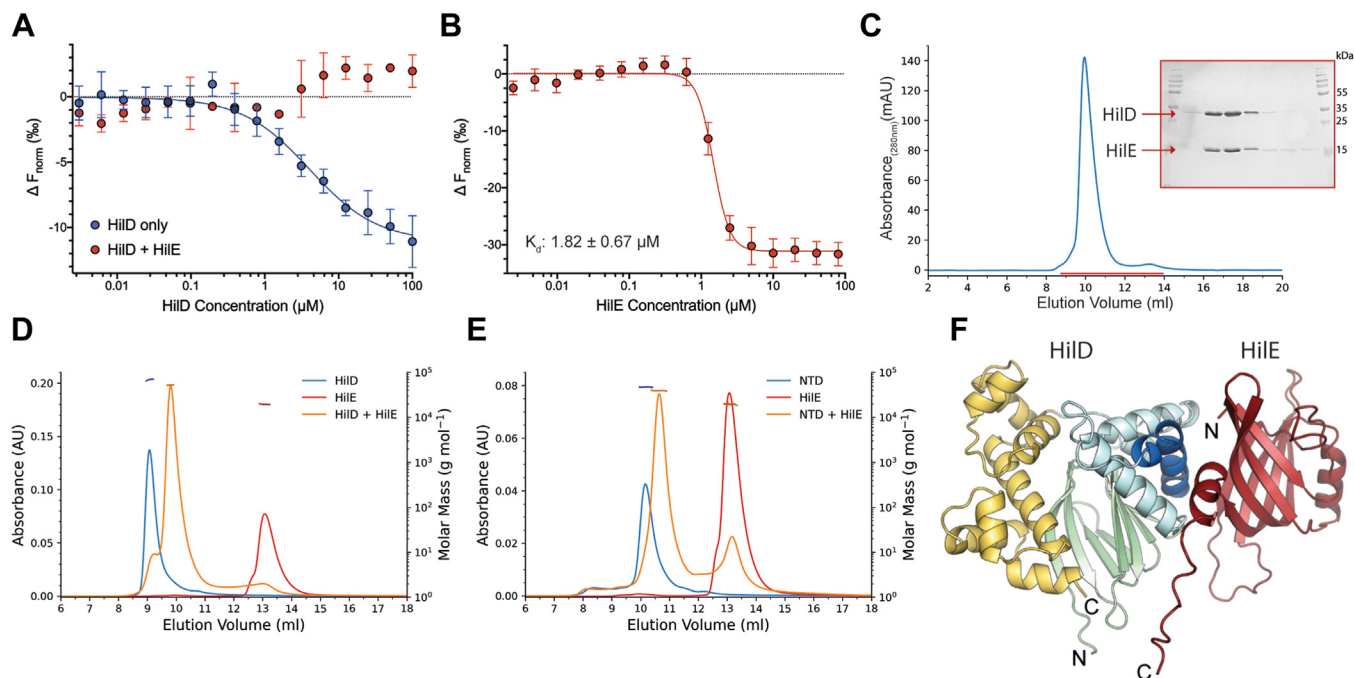 A
Δ F norm (‰)
0
-5
-10
0.01
0.1
1
10
100
HilD Concentration (µM)
HilD only
HilD + HilE
B
Δ F norm (‰)
0
-10
-20
-30
K d : 1.82 ± 0.67 µM
0.01
0.1
1
10
100
HilE Concentration (µM)
C
Absorbance (280nm) (mAU)
140
120
100
80
60
40
20
0
2 4 6 8 10 12 14 16 18 20
Elution Volume (ml)
HilD
HilE
kDa
55
35
25
15
D
Absorbance (AU)
0.20
0.15
0.10
0.05
0.00
6 7 8 9 10 11 12 13 14 15 16 17 18
Elution Volume (ml)
HilD
HilE
HilD + HilE
10⁵
10⁴
10³
10²
10¹
10⁰
Molar Mass (g mol⁻¹)
E
Absorbance (AU)
0.08
0.06
0.04
0.02
0.00
6 7 8 9 10 11 12 13 14 15 16 17 18
Elution Volume (ml)
NTD
HilE
NTD + HilE
10⁵
10⁴
10³
10²
10¹
10⁰
Molar Mass (g mol⁻¹)
F
HilD
HilE
N
C
N
C